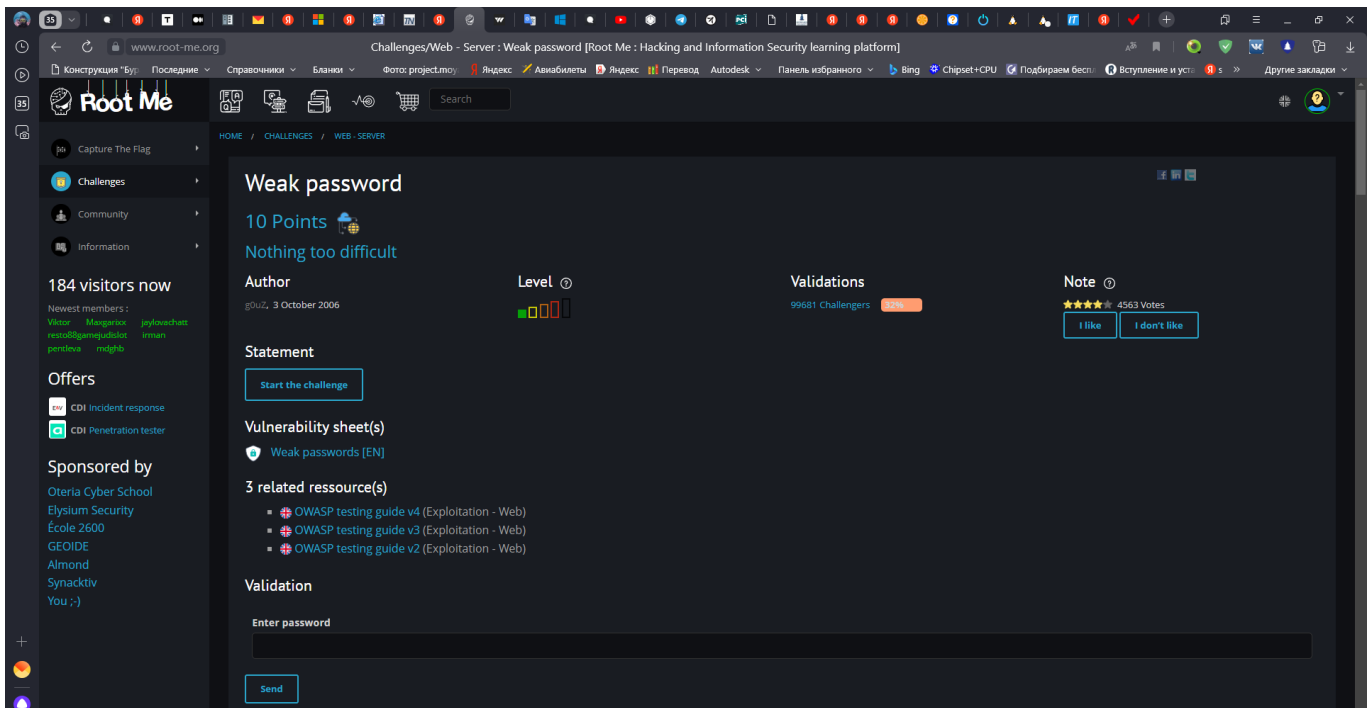 35
www.root-me.org
Challenges/Web - Server : Weak password [Root Me : Hacking and Information Security learning platform]
Конструкция "Бур
Последние
Справочники
Бланки
Фото: project.moy
Яндекс
Авиабилеты
Яндекс
Перевод
Autodesk
Панель избранного
Bing
Chipset+CPU
Подбираем беспл
Вступление и уста
s
Другие закладки
35
Root Me
Search
HOME / CHALLENGES / WEB - SERVER
Capture The Flag
Challenges
Community
Information
184 visitors now
Newest members :
Viktor Maxgarixx jaylovachatt
resto88gamejudislot irman
pentleva mdghb
Offers
CDI Incident response
CDI Penetration tester
Sponsored by
Oteria Cyber School
Elysium Security
École 2600
GEOIDE
Almond
Synacktiv
You ;-)
Weak password
10 Points
Nothing too difficult
Author
g0uZ, 3 October 2006
Level
Validations
99681 Challengers 32%
Note
4563 Votes
I like
I don't like
Statement
Start the challenge
Vulnerability sheet(s)
Weak passwords [EN]
3 related ressource(s)
OWASP testing guide v4 (Exploitation - Web)
OWASP testing guide v3 (Exploitation - Web)
OWASP testing guide v2 (Exploitation - Web)
Validation
Enter password
Send